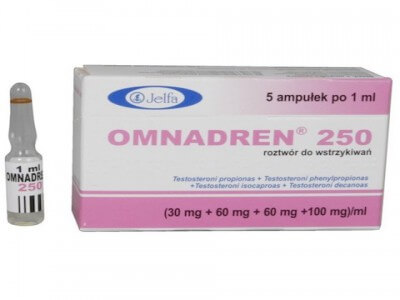 Jelfa
5 ampułek po 1 ml
OMNADREN® 250
roztwór do wstrzykiwań
Testosteroni propionas + Testosteroni phenylpropionas
+Testosteroni isocaproas + Testosteroni decanoas
(30 mg + 60 mg + 60 mg +100 mg)/ml
1 ml
OMNADREN
250